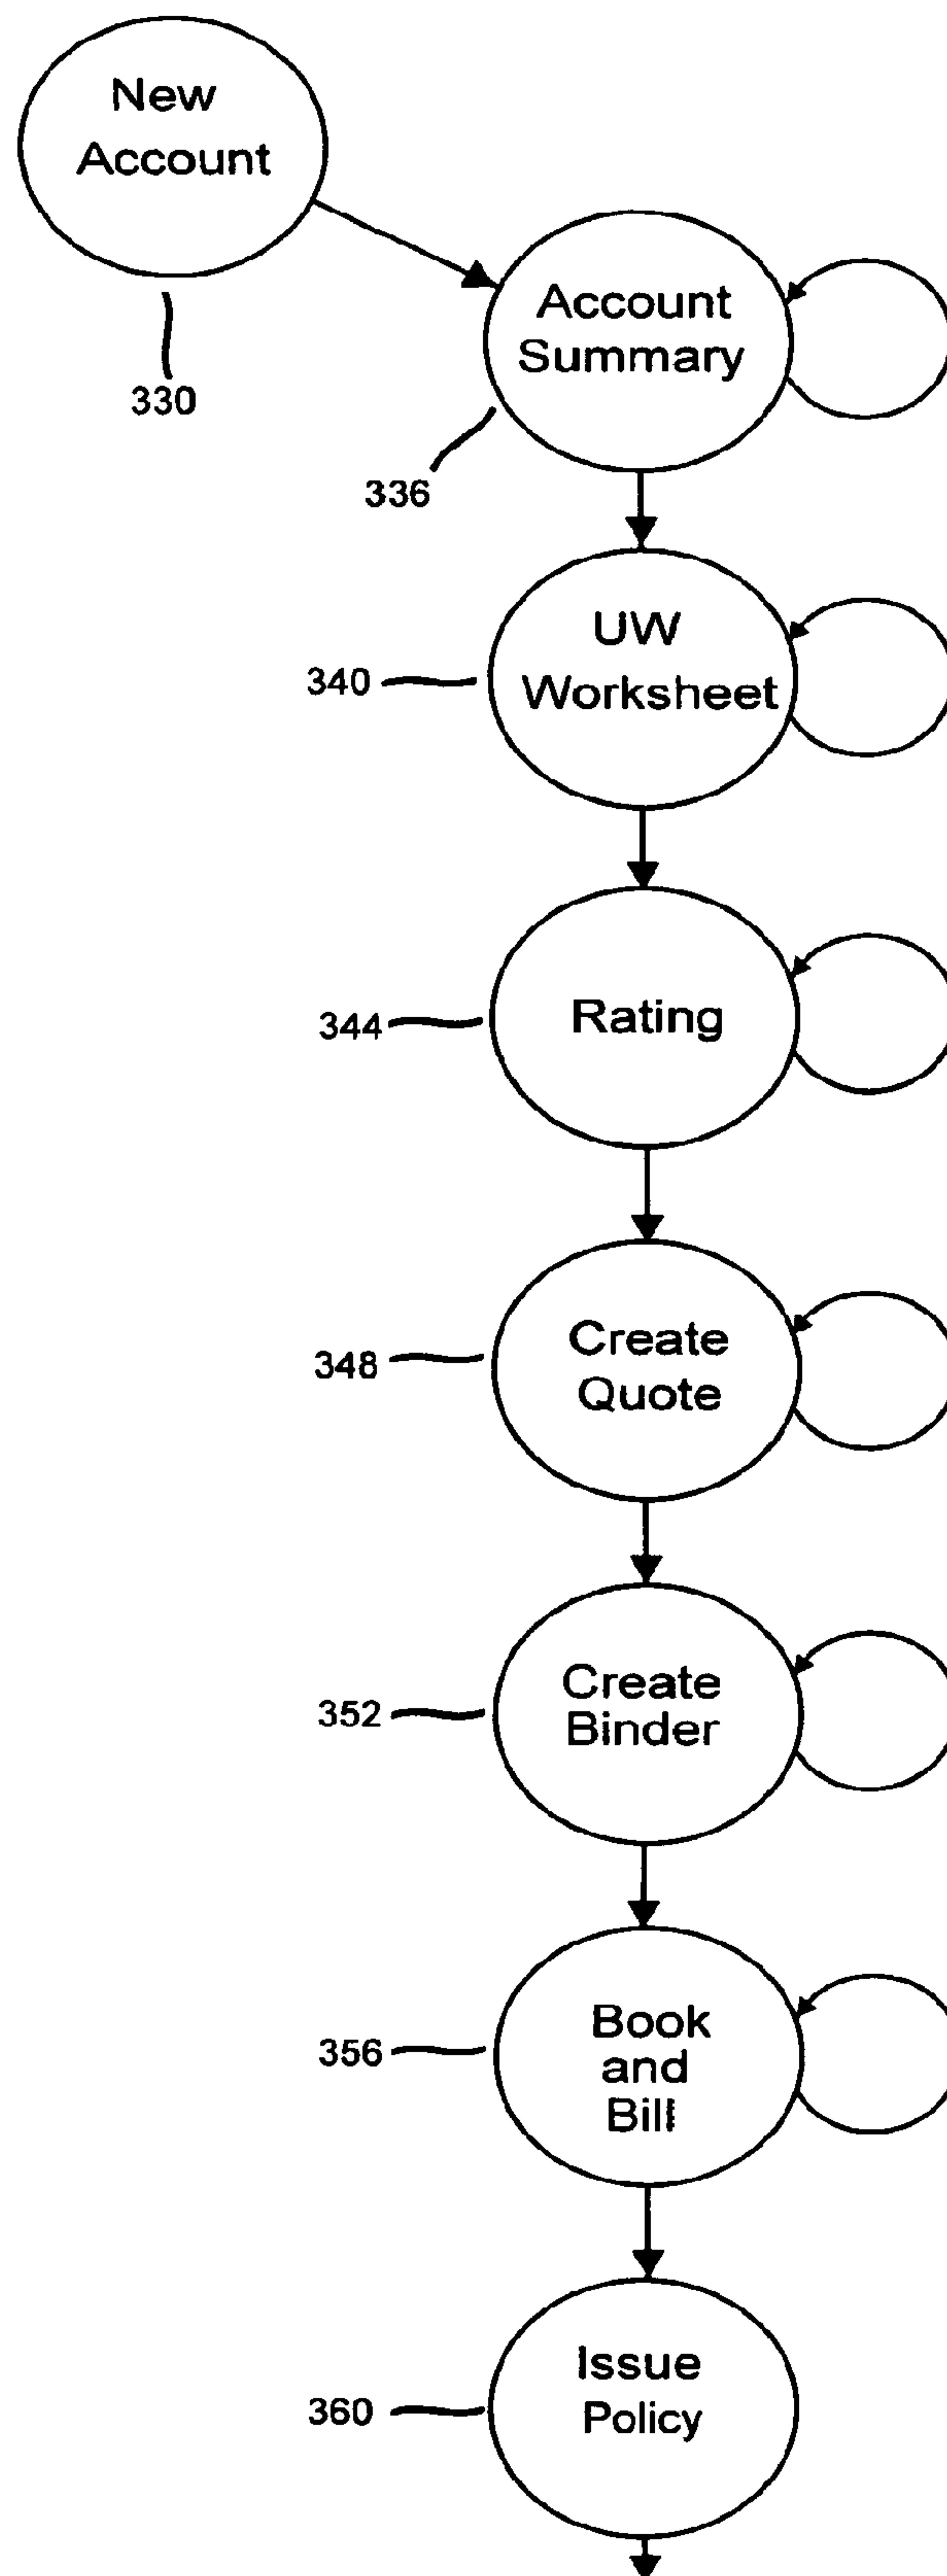 New
Account
330
Account
Summary
336
UW
Worksheet
340
Rating
344
Create
Quote
348
Create
Binder
352
Book
and
Bill
356
Issue
Policy
360